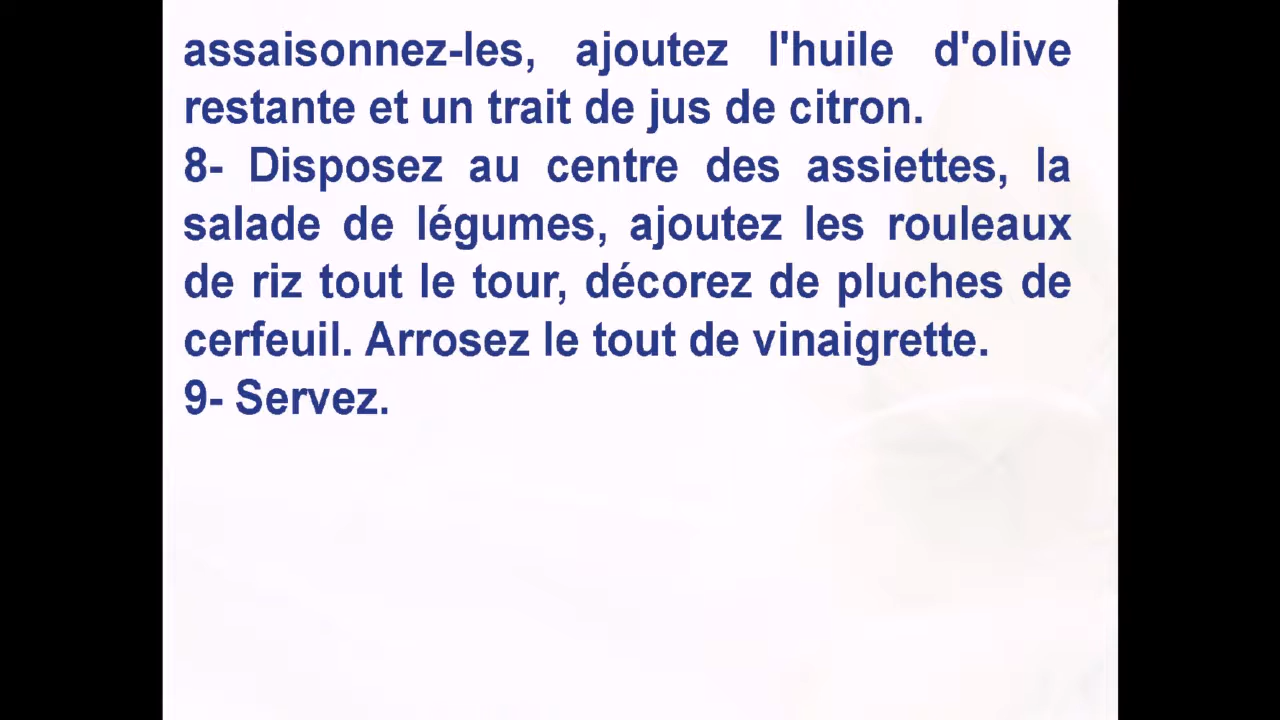 assaisonnez-les, ajoutez l'huile d'olive
restante et un trait de jus de citron.
8- Disposez au centre des assiettes, la
salade de légumes, ajoutez les rouleaux
de riz tout le tour, décorez de pluches de
cerfeuil. Arrosez le tout de vinaigrette.
9- Servez.